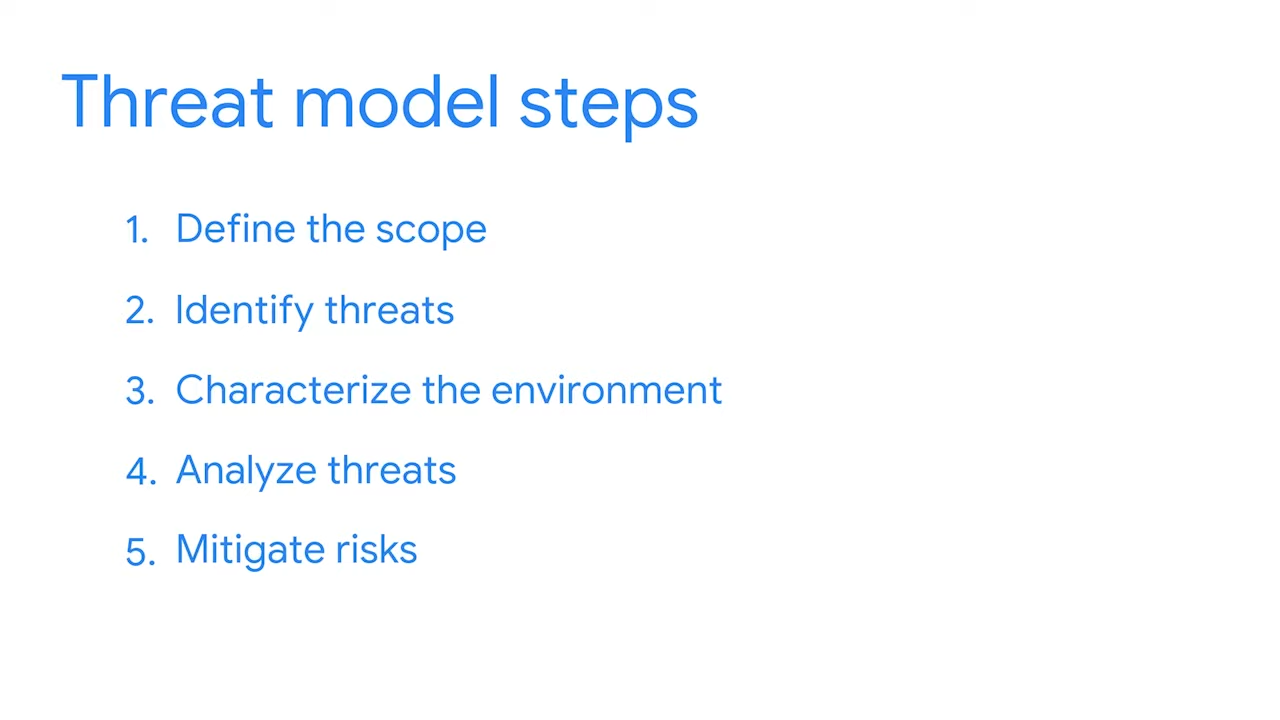 Threat model steps
1. Define the scope
2. Identify threats
3. Characterize the environment
4. Analyze threats
5. Mitigate risks